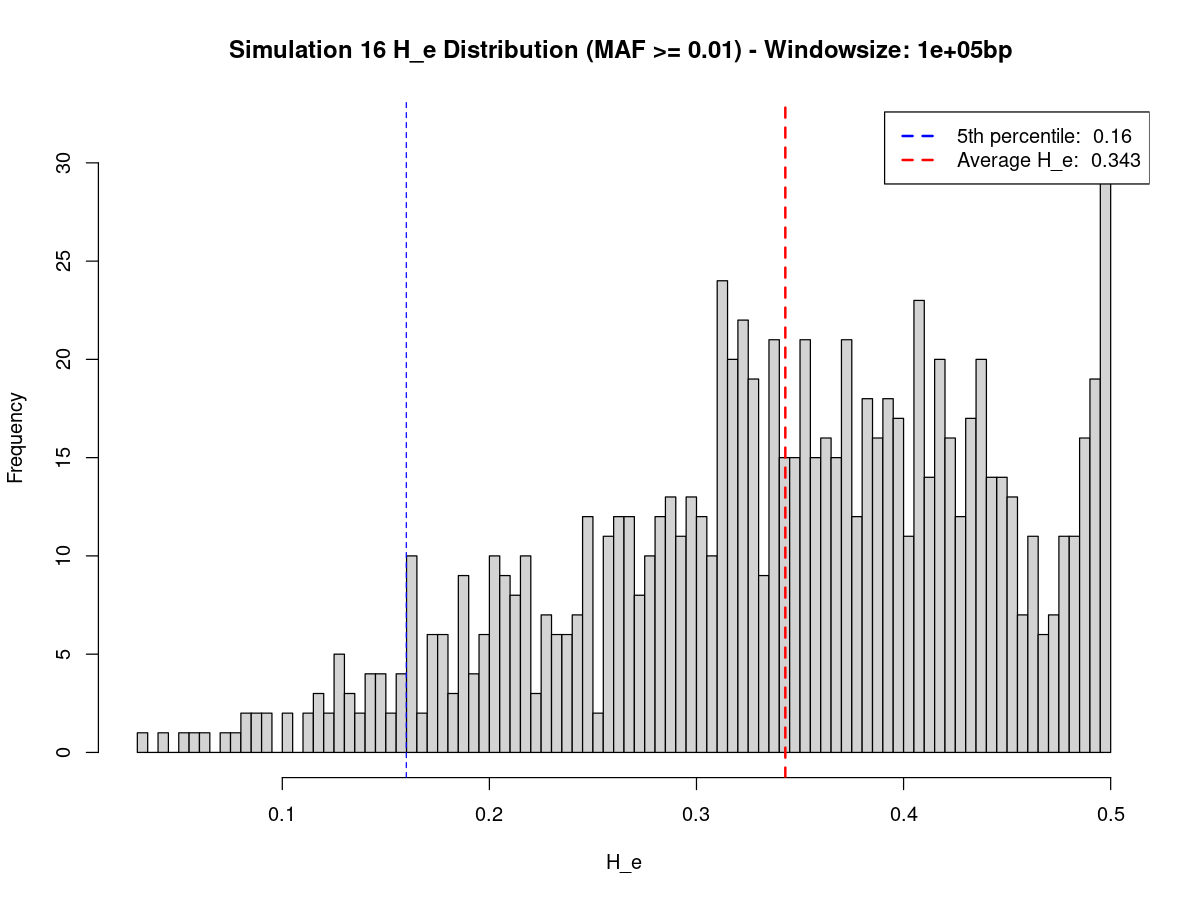 Simulation 16 H_e Distribution (MAF >= 0.01) - Windowsize: 1e+05bp
5th percentile: 0.16
Average H_e: 0.343
Frequency
30
25
20
15
10
5
0
0.1 0.2 0.3 0.4 0.5
H_e